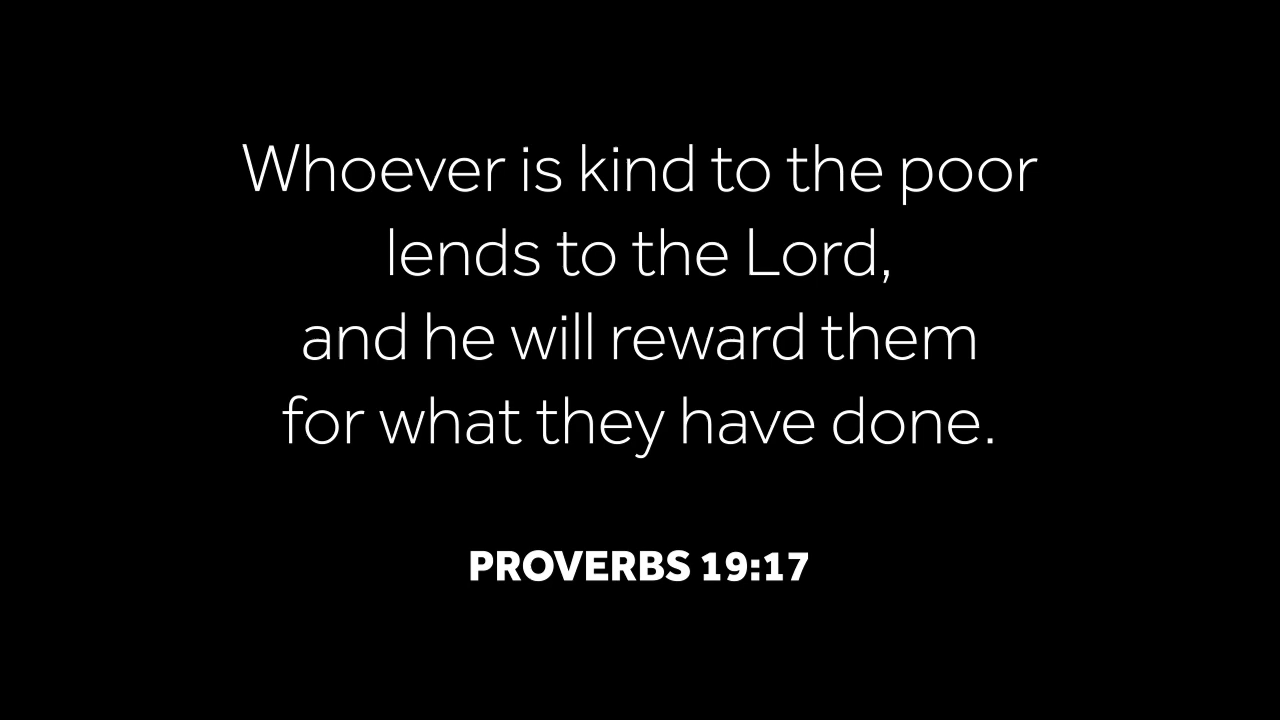 Whoever is kind to the poor
lends to the Lord,
and he will reward them
for what they have done.
PROVERBS 19:17